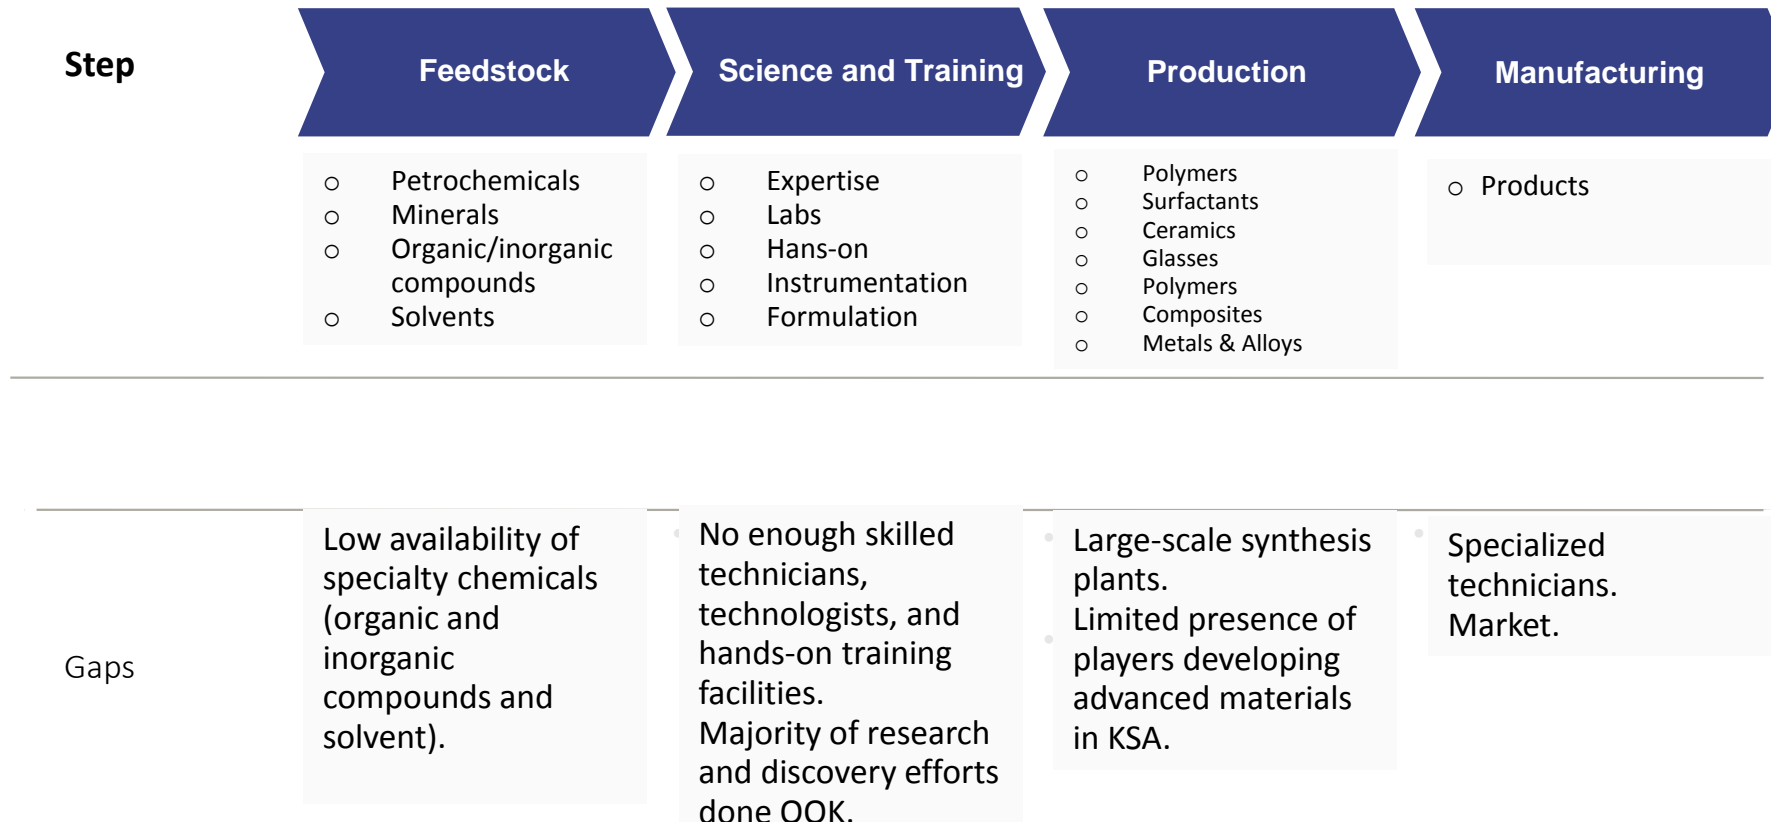 Step
Feedstock
Science and Training
Production
Manufacturing
o Petrochemicals
o Minerals
o Organic/inorganic
compounds
o Solvents
o Expertise
o Labs
o Hans-on
o Instrumentation
o Formulation
o Polymers
o Surfactants
o Ceramics
o Glasses
o Polymers
o Composites
o Metals & Alloys
o Products
Gaps
Low availability of
specialty chemicals
(organic and
inorganic
compounds and
solvent).
• No enough skilled
technicians,
technologists, and
hands-on training
facilities.
Majority of research
and discovery efforts
done OOK.
• Large-scale synthesis
plants.
• Limited presence of
players developing
advanced materials
in KSA.
• Specialized
technicians.
Market.